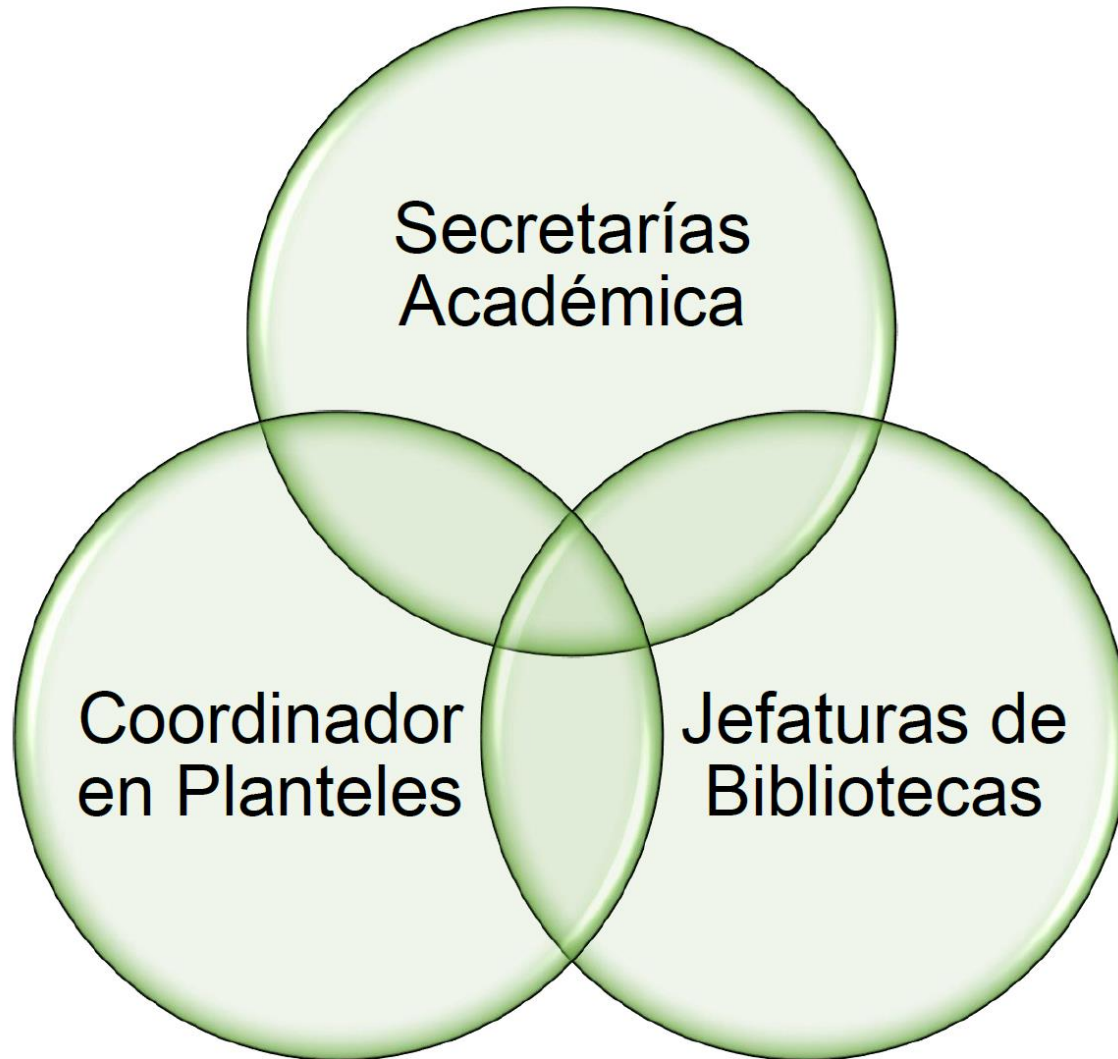 Secretarías
Académica
Coordinador
en Planteles
Jefaturas de
Bibliotecas